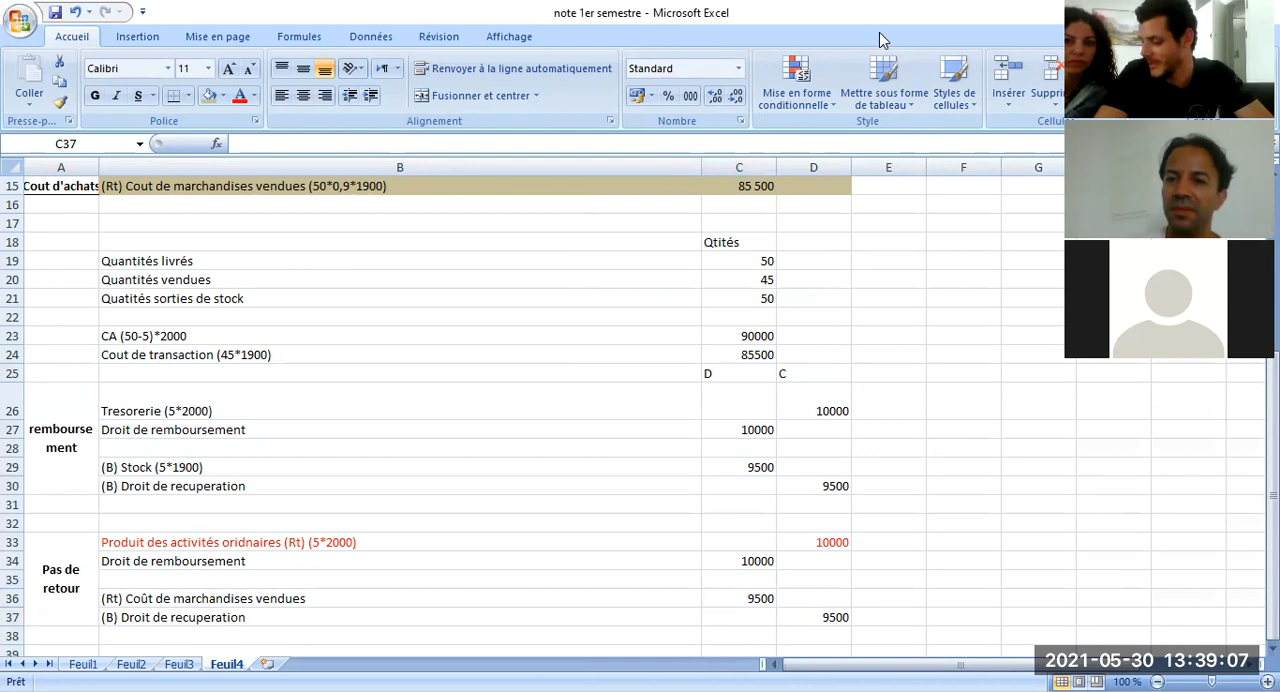 note 1er semestre - Microsoft Excel
Accueil Insertion Mise en page Formules Données Révision Affichage
Coller
Calibri 11
G I S A
Renvoyer à la ligne automatiquement
Fusionner et centrer
Standard
% 000
Mise en forme conditionnelle
Mettre sous forme de tableau
Styles de cellules
Insérer
Presse-p... Police Alignement Nombre Style
C37 fx
A B C D E F G
15 Cout d'achats (Rt) Cout de marchandises vendues (50*0,9*1900) 85 500
16
17
18 Qtités
19 Quantités livrés 50
20 Quantités vendues 45
21 Quatités sorties de stock 50
22
23 CA (50-5)*2000 90000
24 Cout de transaction (45*1900) 85500
25 D C
26 Tresorerie (5*2000) 10000
27 Droit de remboursement 10000
rembourse
ment
28
29 (B) Stock (5*1900) 9500
30 (B) Droit de recuperation 9500
31
32
33 Produit des activités oridnaires (Rt) (5*2000) 10000
34 Droit de remboursement 10000
Pas de
retour
35
36 (Rt) Coût de marchandises vendues 9500
37 (B) Droit de recuperation 9500
38
Feuil1 Feuil2 Feuil3 Feuil4
2021-05-30 13:39:07
Prêt 100 %